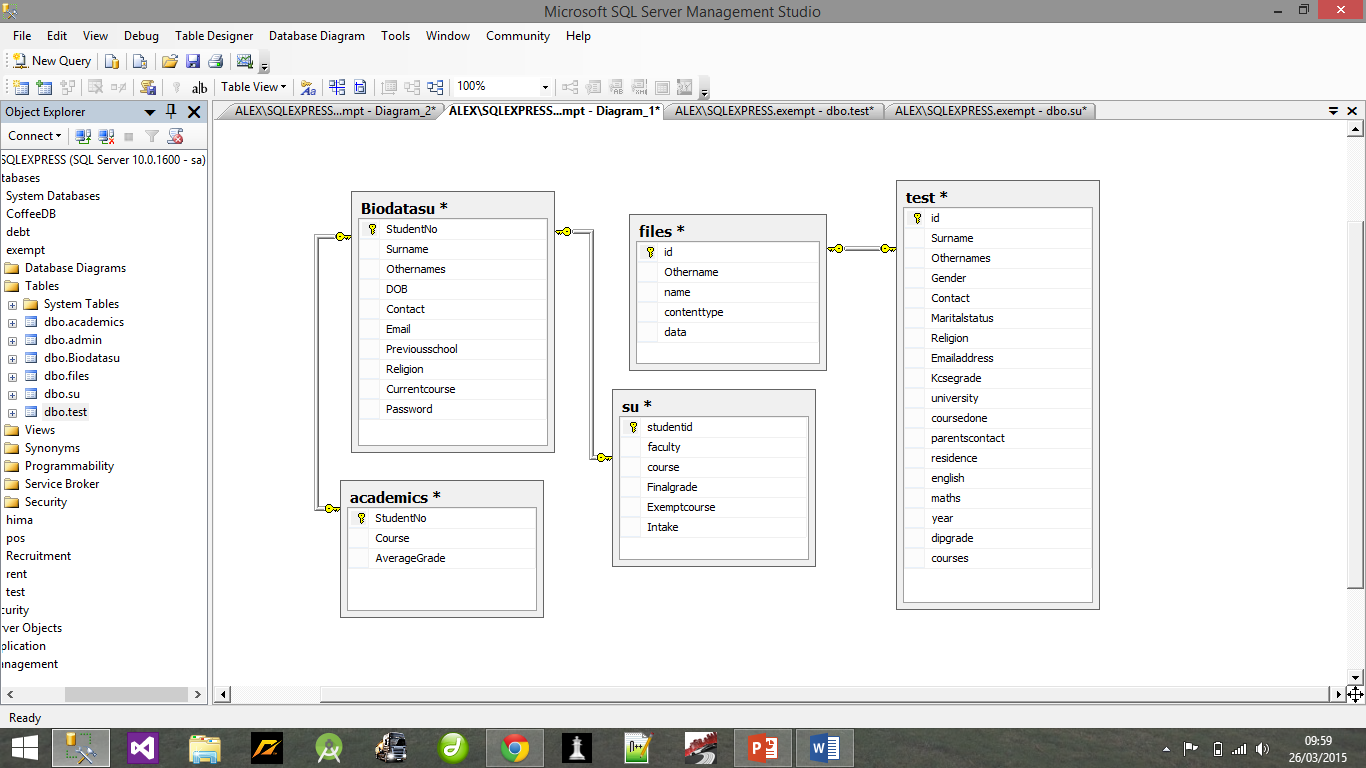 Microsoft SQL Server Management Studio
File Edit View Debug Table Designer Database Diagram Tools Window Community Help
New Query
ab Table View 100%
Object Explorer
ALEX\SQLEXPRESS...mpt - Diagram_2* ALEX\SQLEXPRESS...mpt - Diagram_1* ALEX\SQLEXPRESS.exempt - dbo.test* ALEX\SQLEXPRESS.exempt - dbo.su*
Connect
SQLEXPRESS (SQL Server 10.0.1600 - sa)
tabases
System Databases
CoffeeDB
debt
exempt
Database Diagrams
Tables
System Tables
dbo.academics
dbo.admin
dbo.Biodatasu
dbo.files
dbo.su
dbo.test
Views
Synonyms
Programmability
Service Broker
Security
hima
pos
Recruitment
rent
test
curity
rver Objects
plication
anagement
Biodatasu *
StudentNo
Surname
Othernames
DOB
Contact
Email
Previousschool
Religion
Currentcourse
Password
academics *
StudentNo
Course
AverageGrade
files *
id
Othername
name
contenttype
data
su *
studentid
faculty
course
Finalgrade
Exemptcourse
Intake
test *
id
Surname
Othernames
Gender
Contact
Maritalstatus
Religion
Emailaddress
Kcsegrade
university
coursedone
parentscontact
residence
english
maths
year
dipgrade
courses
Ready
09:59
26/03/2015